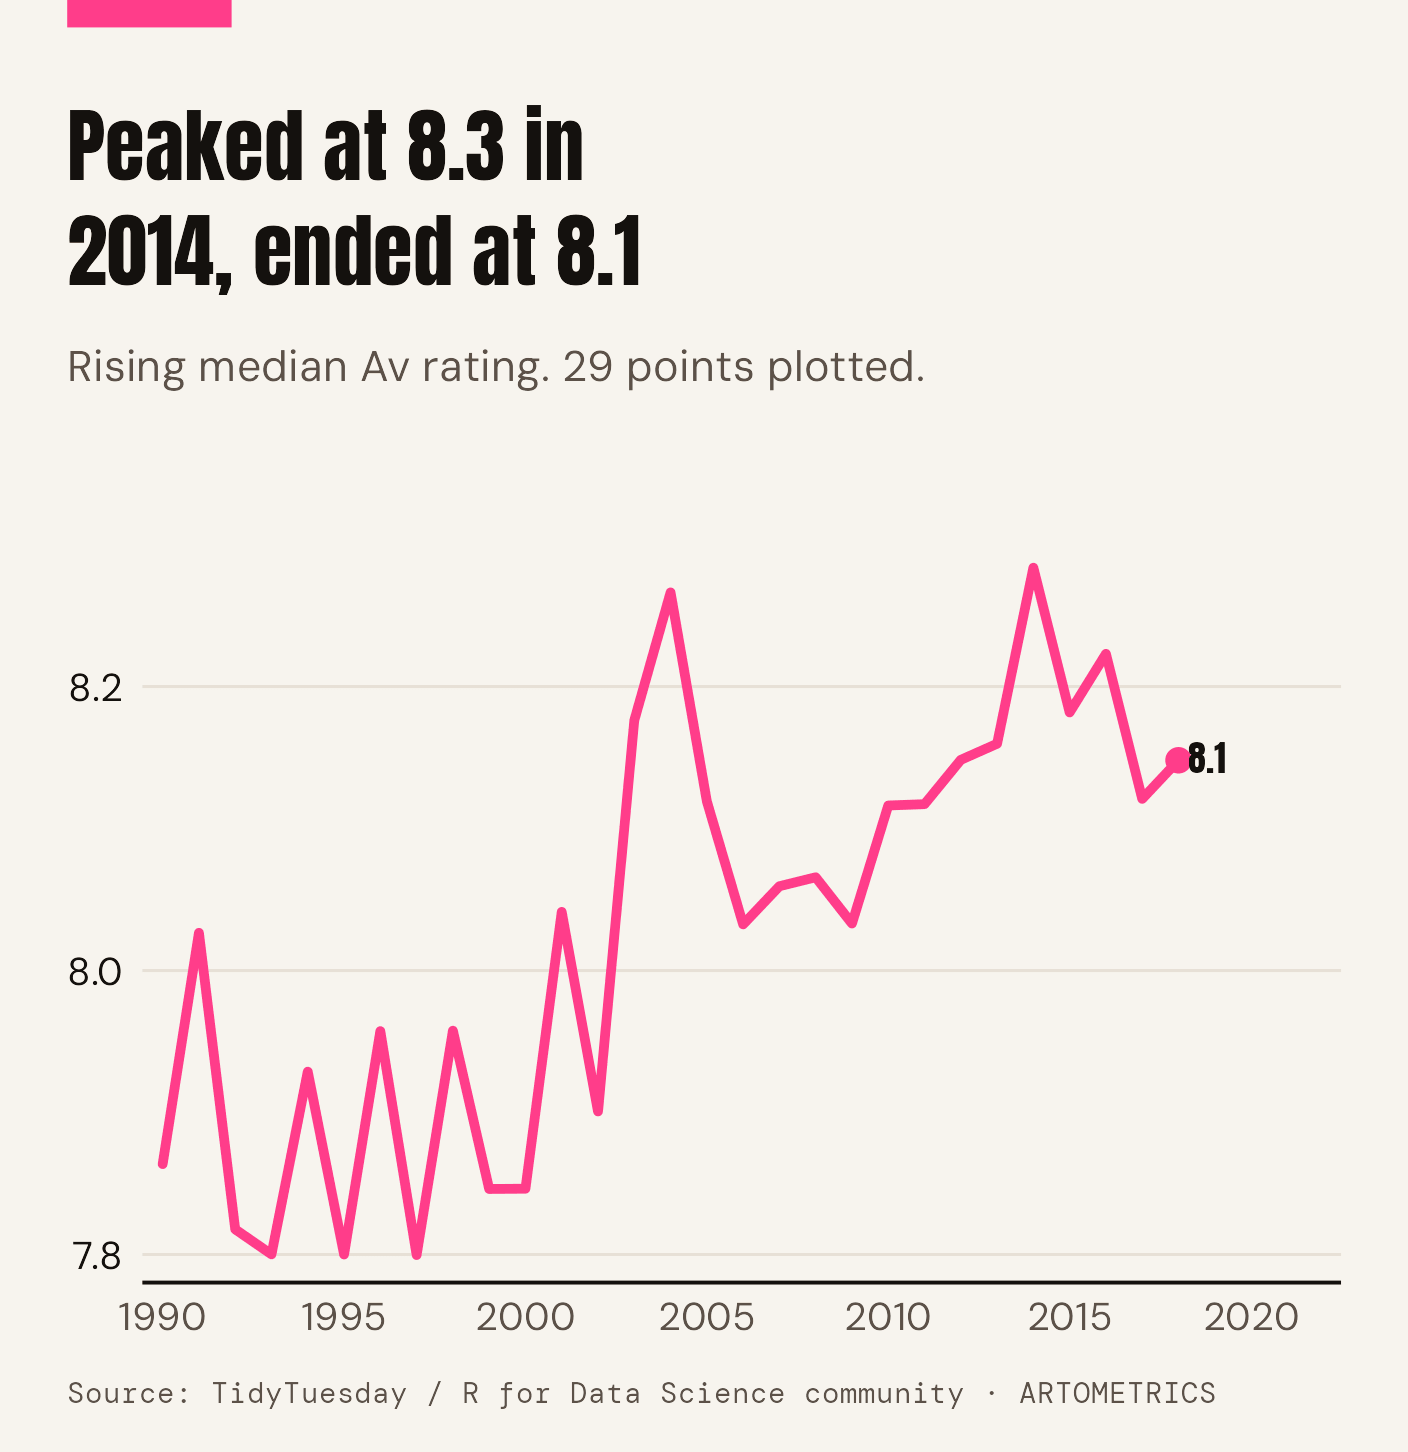 Peaked at 8.3 in
2014, ended at 8.1
Rising median Av rating. 29 points plotted.
8.2
8.1
8.0
7.8
1990 1995 2000 2005 2010 2015 2020
Source: TidyTuesday / R for Data Science community · ARTOMETRICS